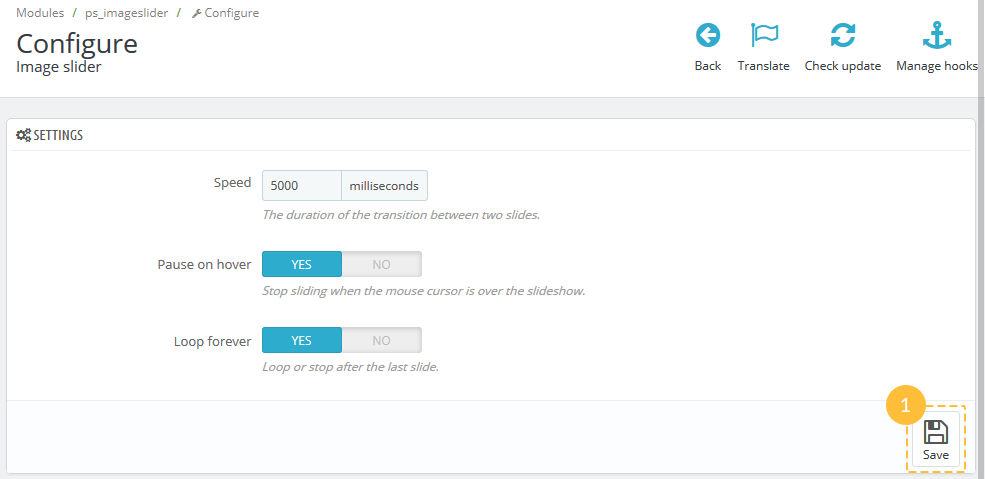 Modules / ps_imageslider / Configure
Configure
Image slider
Back Translate Check update Manage hooks
SETTINGS
Speed 5000 milliseconds
The duration of the transition between two slides.
Pause on hover YES NO
Stop sliding when the mouse cursor is over the slideshow.
Loop forever YES NO
Loop or stop after the last slide.
1
Save